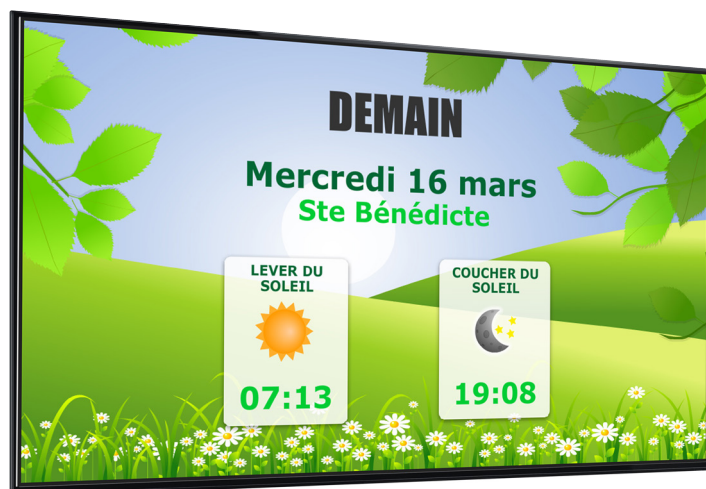 DEMAIN
Mercredi 16 mars
Ste Bénédicte
LEVER DU
SOLEIL
07:13
COUCHER DU
SOLEIL
19:08